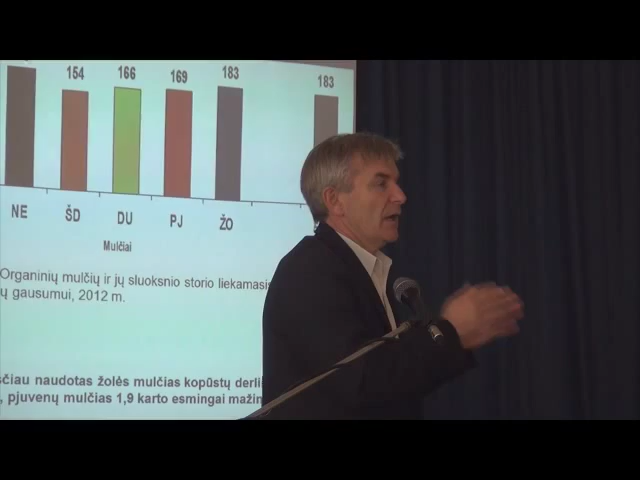 154 166 169 183 183
NE ŠD DU PJ ŽO
Mulčiai
Organinių mulčių ir jų sluoksnio storio liekamasis
ų gausumui, 2012 m.
sčiau naudotas žolės mulčias kopūstų derli
, pjuvenų mulčias 1,9 karto esmingai mažin